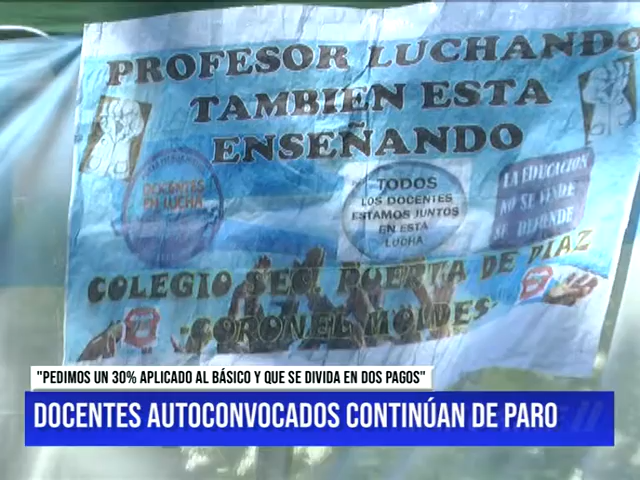 PROFESOR LUCHANDO
TAMBIEN ESTA
ENSEÑANDO
DOCENTES
EN LUCHA
TODOS
LOS DOCENTES
ESTAMOS JUNTOS
EN ESTA
LUCHA
LA EDUCACION
NO SE VENDE
SE DEFIENDE
COLEGIO SEC. PUERTA DE DIAZ
-CORONEL MOLDES-
"PEDIMOS UN 30% APLICADO AL BÁSICO Y QUE SE DIVIDA EN DOS PAGOS"
DOCENTES AUTOCONVOCADOS CONTINÚAN DE PARO